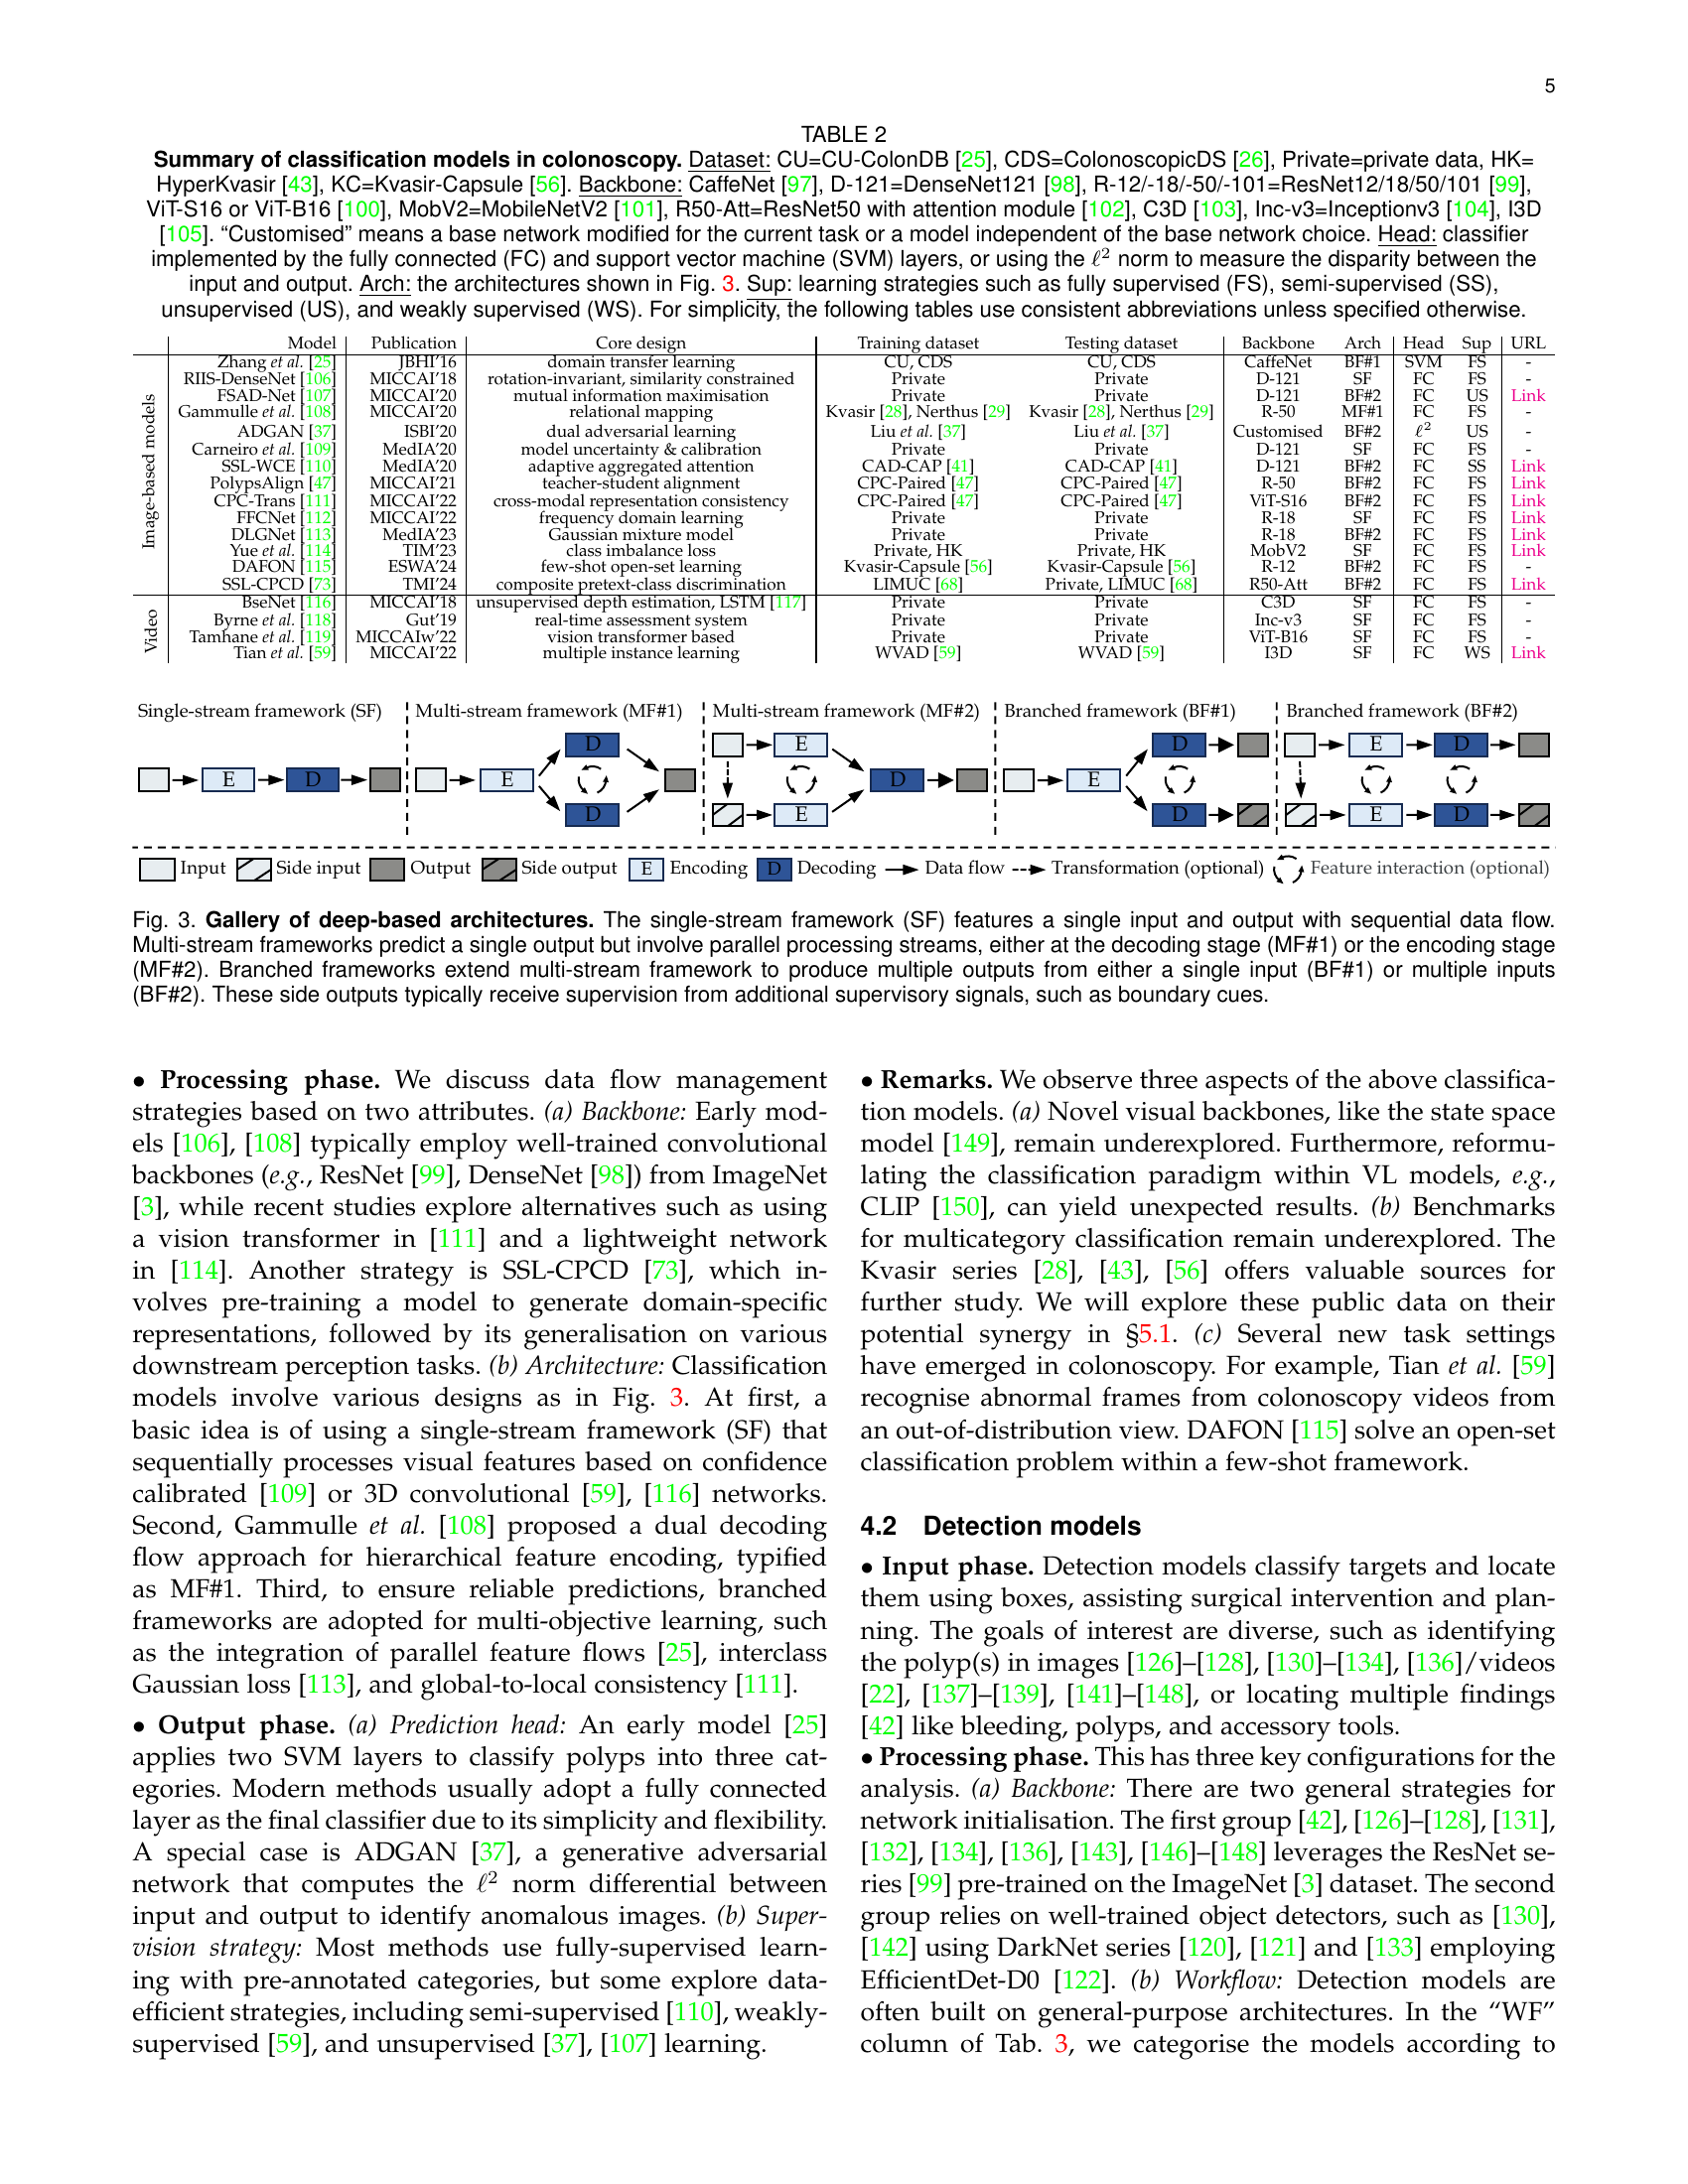 5
TABLE 2
Summary of classification models in colonoscopy. Dataset: CU=CU-ColonDB [25], CDS=ColonoscopicDS [26], Private=private data, HK=
HyperKvasir [43], KC=Kvasir-Capsule [56]. Backbone: CaffeNet [97], D-121=DenseNet121 [98], R-12/-18/-50/-101=ResNet12/18/50/101 [99],
ViT-S16 or ViT-B16 [100], MobV2=MobileNetV2 [101], R50-Att=ResNet50 with attention module [102], C3D [103], Inc-v3=Inceptionv3 [104], I3D
[105]. “Customised” means a base network modified for the current task or a model independent of the base network choice. Head: classifier
implemented by the fully connected (FC) and support vector machine (SVM) layers, or using the ℓ² norm to measure the disparity between the
input and output. Arch: the architectures shown in Fig. 3. Sup: learning strategies such as fully supervised (FS), semi-supervised (SS),
unsupervised (US), and weakly supervised (WS). For simplicity, the following tables use consistent abbreviations unless specified otherwise.
Model Publication Core design Training dataset Testing dataset Backbone Arch Head Sup URL
Image-based models
Zhang et al. [25] JBHI’16 domain transfer learning CU, CDS CU, CDS CaffeNet BF#1 SVM FS -
RIIS-DenseNet [106] MICCAI’18 rotation-invariant, similarity constrained Private Private D-121 SF FC FS -
FSAD-Net [107] MICCAI’20 mutual information maximisation Private Private D-121 BF#2 FC US Link
Gammulle et al. [108] MICCAI’20 relational mapping Kvasir [28], Nerthus [29] Kvasir [28], Nerthus [29] R-50 MF#1 FC FS -
ADGAN [37] ISBI’20 dual adversarial learning Liu et al. [37] Liu et al. [37] Customised BF#2 ℓ² US -
Carneiro et al. [109] MedIA’20 model uncertainty & calibration Private Private D-121 SF FC FS -
SSL-WCE [110] MedIA’20 adaptive aggregated attention CAD-CAP [41] CAD-CAP [41] D-121 BF#2 FC SS Link
PolypsAlign [47] MICCAI’21 teacher-student alignment CPC-Paired [47] CPC-Paired [47] R-50 BF#2 FC FS Link
CPC-Trans [111] MICCAI’22 cross-modal representation consistency CPC-Paired [47] CPC-Paired [47] ViT-S16 BF#2 FC FS Link
FFCNet [112] MICCAI’22 frequency domain learning Private Private R-18 SF FC FS Link
DLGNet [113] MedIA’23 Gaussian mixture model Private Private R-18 BF#2 FC FS Link
Yue et al. [114] TIM’23 class imbalance loss Private, HK Private, HK MobV2 SF FC FS Link
DAFON [115] ESWA’24 few-shot open-set learning Kvasir-Capsule [56] Kvasir-Capsule [56] R-12 BF#2 FC FS -
SSL-CPCD [73] TMI’24 composite pretext-class discrimination LIMUC [68] Private, LIMUC [68] R50-Att BF#2 FC FS Link
Video
BseNet [116] MICCAI’18 unsupervised depth estimation, LSTM [117] Private Private C3D SF FC FS -
Byrne et al. [118] Gut’19 real-time assessment system Private Private Inc-v3 SF FC FS -
Tamhane et al. [119] MICCAIw’22 vision transformer based Private Private ViT-B16 SF FC FS -
Tian et al. [59] MICCAI’22 multiple instance learning WVAD [59] WVAD [59] I3D SF FC WS Link
Single-stream framework (SF) Multi-stream framework (MF#1) Multi-stream framework (MF#2) Branched framework (BF#1) Branched framework (BF#2)
D E D E D
E D E D E
D E D E D
Input Side input Output Side output E Encoding D Decoding Data flow Transformation (optional) Feature interaction (optional)
Fig. 3. Gallery of deep-based architectures. The single-stream framework (SF) features a single input and output with sequential data flow.
Multi-stream frameworks predict a single output but involve parallel processing streams, either at the decoding stage (MF#1) or the encoding stage
(MF#2). Branched frameworks extend multi-stream framework to produce multiple outputs from either a single input (BF#1) or multiple inputs
(BF#2). These side outputs typically receive supervision from additional supervisory signals, such as boundary cues.
• Processing phase. We discuss data flow management
strategies based on two attributes. (a) Backbone: Early mod-
els [106], [108] typically employ well-trained convolutional
backbones (e.g., ResNet [99], DenseNet [98]) from ImageNet
[3], while recent studies explore alternatives such as using
a vision transformer in [111] and a lightweight network
in [114]. Another strategy is SSL-CPCD [73], which in-
volves pre-training a model to generate domain-specific
representations, followed by its generalisation on various
downstream perception tasks. (b) Architecture: Classification
models involve various designs as in Fig. 3. At first, a
basic idea is of using a single-stream framework (SF) that
sequentially processes visual features based on confidence
calibrated [109] or 3D convolutional [59], [116] networks.
Second, Gammulle et al. [108] proposed a dual decoding
flow approach for hierarchical feature encoding, typified
as MF#1. Third, to ensure reliable predictions, branched
frameworks are adopted for multi-objective learning, such
as the integration of parallel feature flows [25], interclass
Gaussian loss [113], and global-to-local consistency [111].
• Output phase. (a) Prediction head: An early model [25]
applies two SVM layers to classify polyps into three cat-
egories. Modern methods usually adopt a fully connected
layer as the final classifier due to its simplicity and flexibility.
A special case is ADGAN [37], a generative adversarial
network that computes the ℓ² norm differential between
input and output to identify anomalous images. (b) Super-
vision strategy: Most methods use fully-supervised learn-
ing with pre-annotated categories, but some explore data-
efficient strategies, including semi-supervised [110], weakly-
supervised [59], and unsupervised [37], [107] learning.
• Remarks. We observe three aspects of the above classifica-
tion models. (a) Novel visual backbones, like the state space
model [149], remain underexplored. Furthermore, reformu-
lating the classification paradigm within VL models, e.g.,
CLIP [150], can yield unexpected results. (b) Benchmarks
for multicategory classification remain underexplored. The
Kvasir series [28], [43], [56] offers valuable sources for
further study. We will explore these public data on their
potential synergy in §5.1. (c) Several new task settings
have emerged in colonoscopy. For example, Tian et al. [59]
recognise abnormal frames from colonoscopy videos from
an out-of-distribution view. DAFON [115] solve an open-set
classification problem within a few-shot framework.
4.2 Detection models
• Input phase. Detection models classify targets and locate
them using boxes, assisting surgical intervention and plan-
ning. The goals of interest are diverse, such as identifying
the polyp(s) in images [126]–[128], [130]–[134], [136]/videos
[22], [137]–[139], [141]–[148], or locating multiple findings
[42] like bleeding, polyps, and accessory tools.
• Processing phase. This has three key configurations for the
analysis. (a) Backbone: There are two general strategies for
network initialisation. The first group [42], [126]–[128], [131],
[132], [134], [136], [143], [146]–[148] leverages the ResNet se-
ries [99] pre-trained on the ImageNet [3] dataset. The second
group relies on well-trained object detectors, such as [130],
[142] using DarkNet series [120], [121] and [133] employing
EfficientDet-D0 [122]. (b) Workflow: Detection models are
often built on general-purpose architectures. In the “WF”
column of Tab. 3, we categorise the models according to